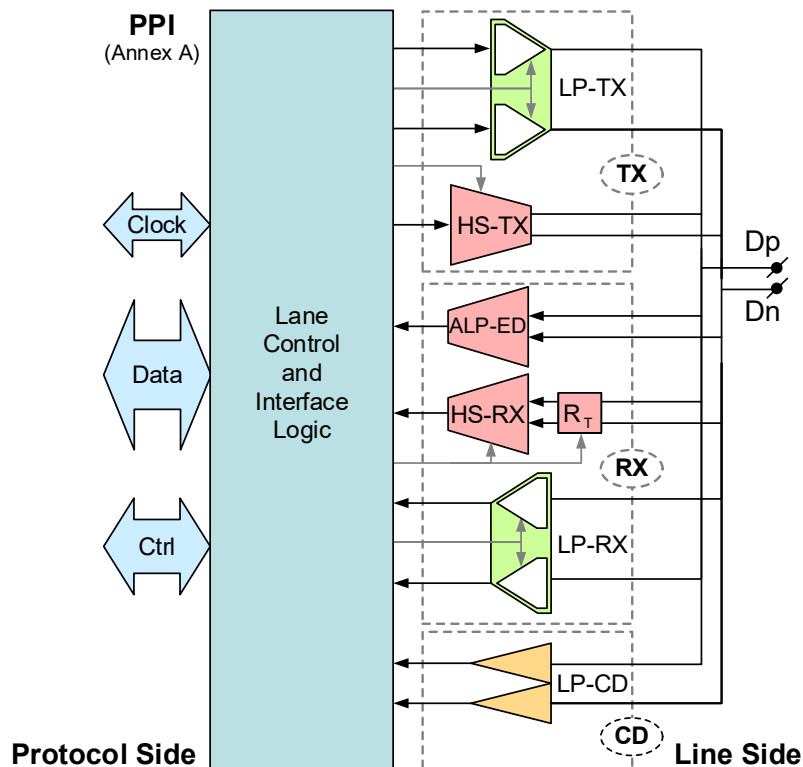 PPI
(Annex A)
LP-TX
TX
Clock
HS-TX
Dp
Dn
ALP-ED
Lane
Control
and
Interface
Logic
Data
HS-RX
RT
RX
Ctrl
LP-RX
LP-CD
CD
Protocol Side
Line Side